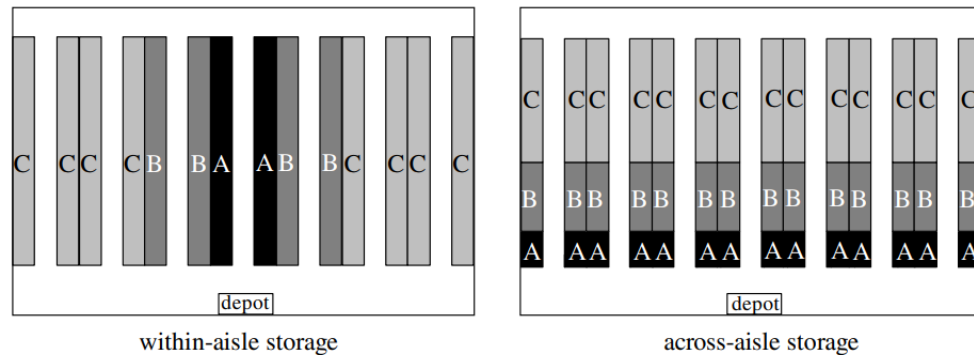 C C C C B B A A B B C C C C
depot
within-aisle storage
C C C C C C C C C C C C C C
B B B B B B B B B B B B B B
A A A A A A A A A A A A A A
depot
across-aisle storage